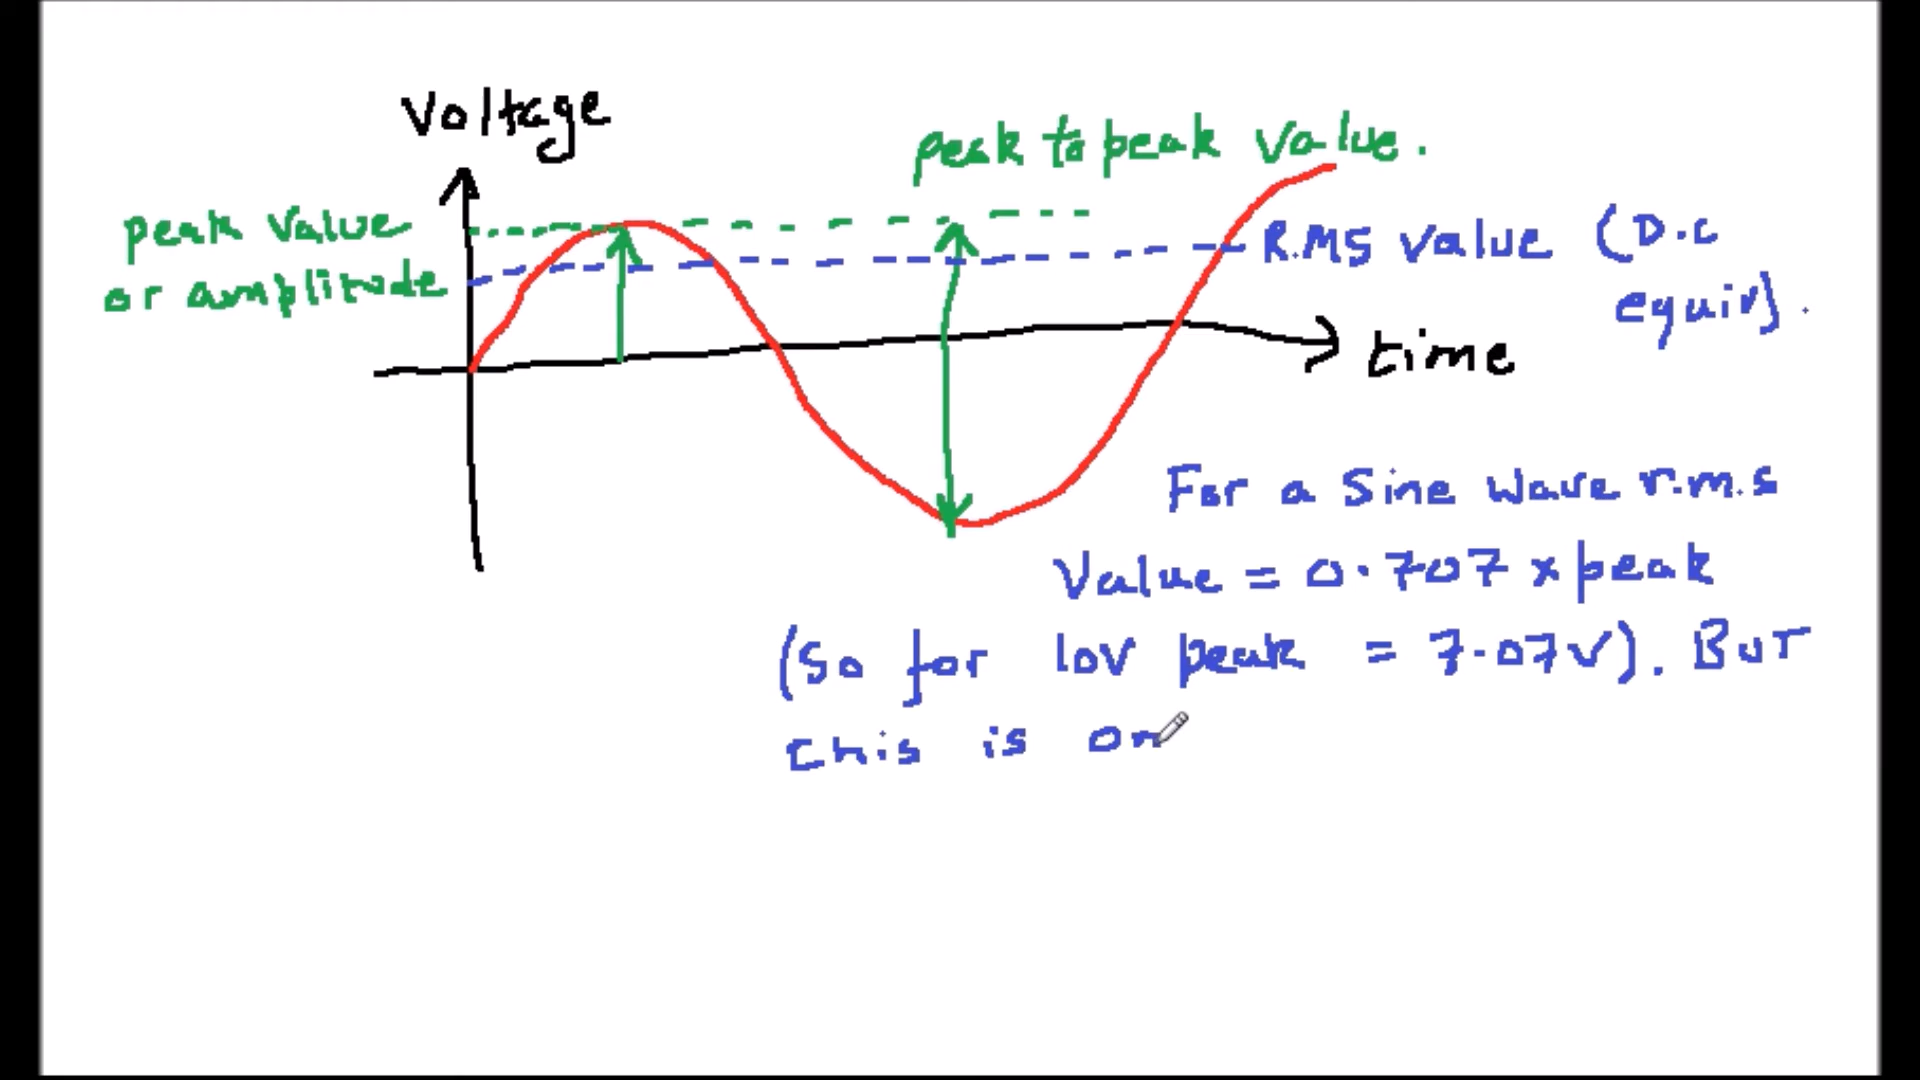 Voltage
peak to peak value.
peak value
or amplitude
R.MS value (D.C
equiv).
time
For a sine wave r.m.s
Value = 0.707 x peak
(so for 10V peak = 7.07V). BUT
this is on